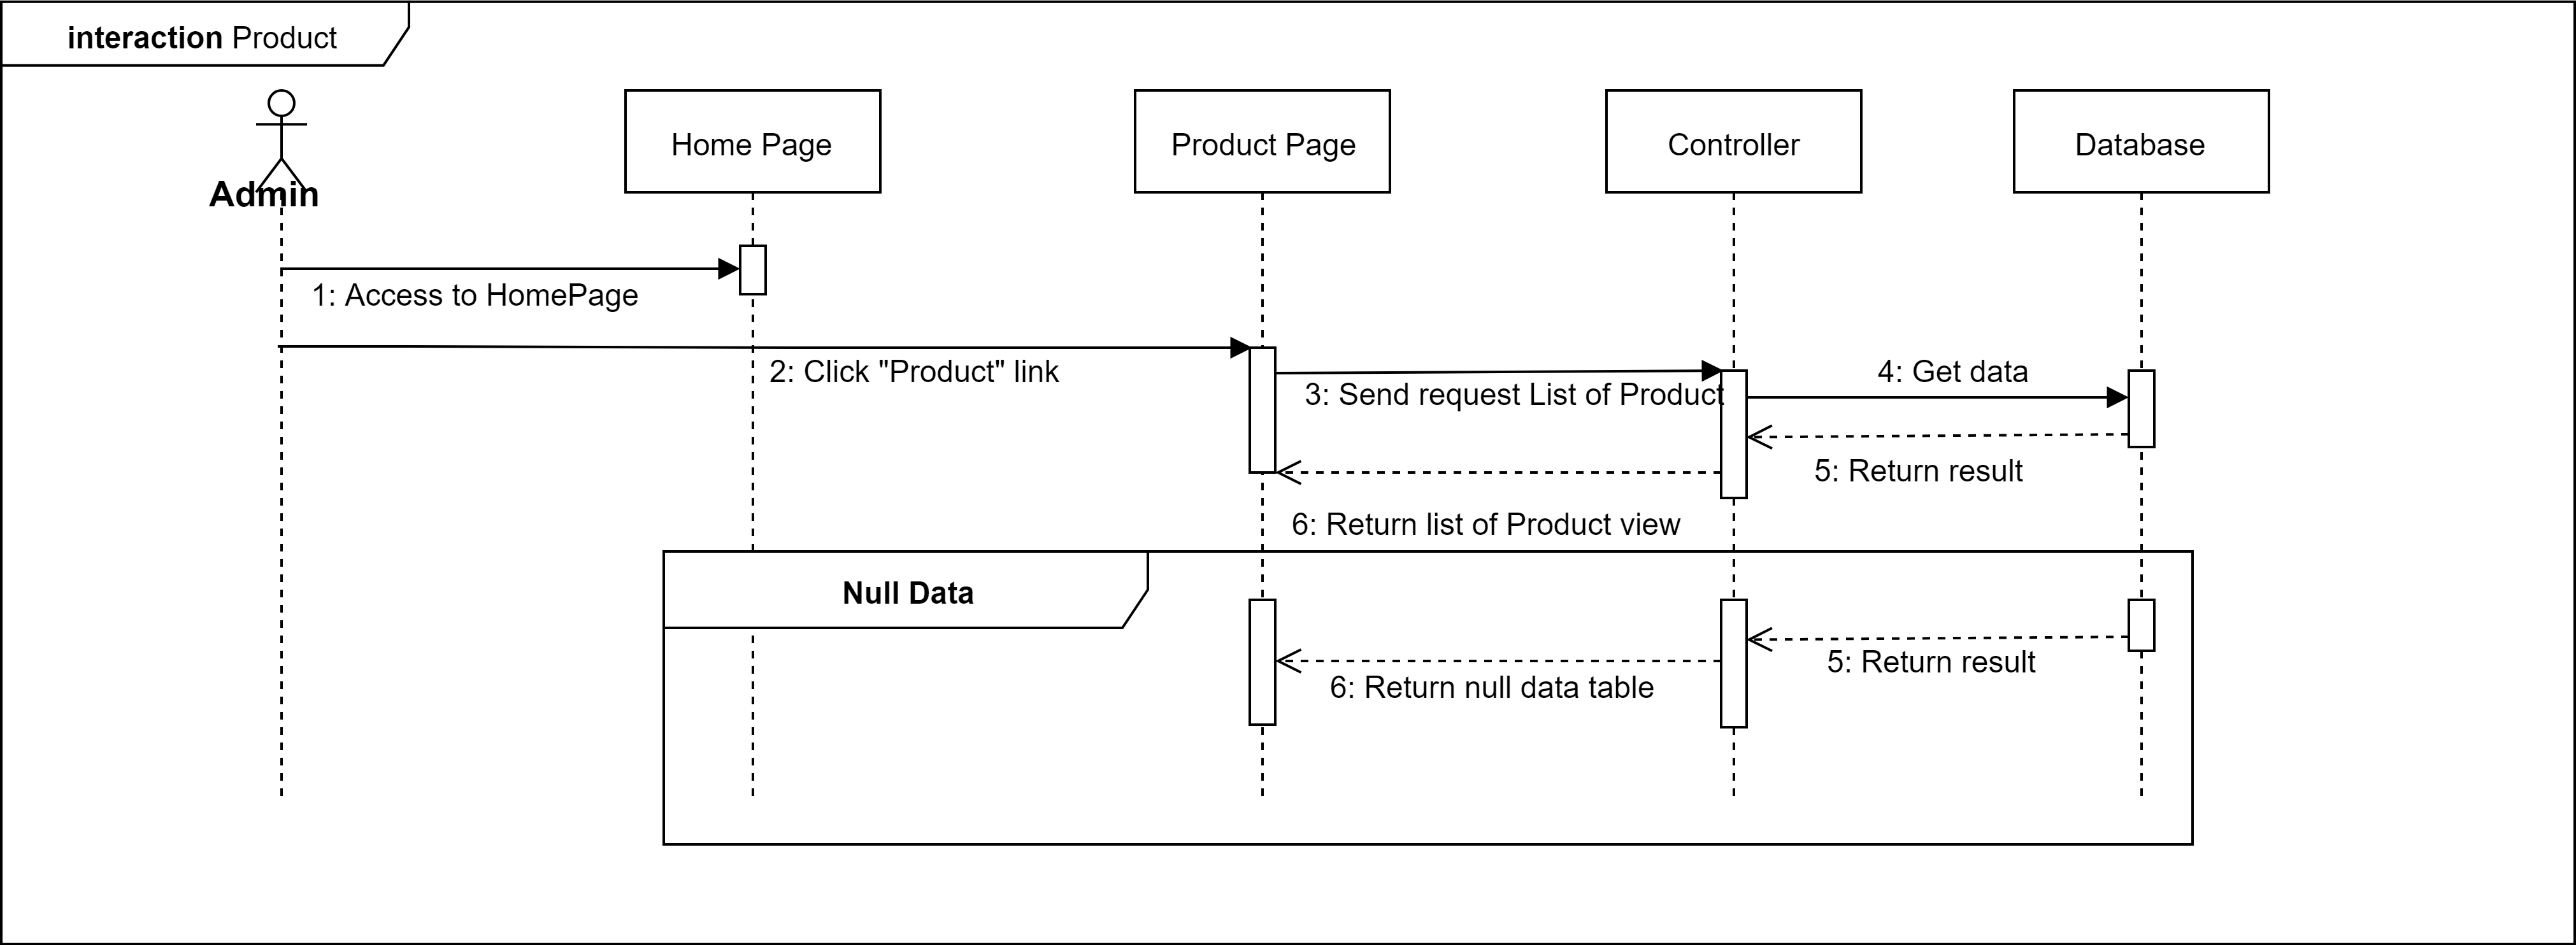 interaction Product
Admin
Home Page
Product Page
Controller
Database
1: Access to HomePage
2: Click "Product" link
3: Send request List of Product
4: Get data
5: Return result
6: Return list of Product view
Null Data
5: Return result
6: Return null data table